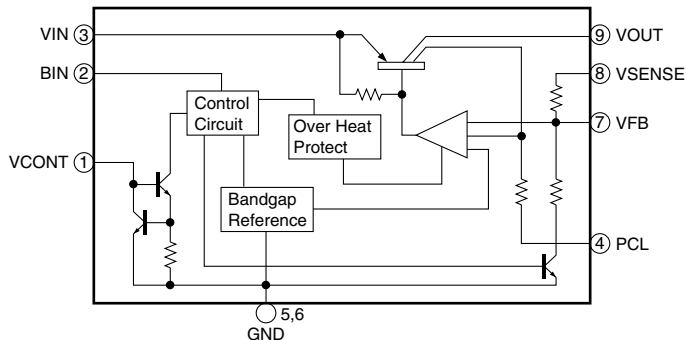 VIN ③
BIN ②
VCONT ①
Control
Circuit
Over Heat
Protect
Bandgap
Reference
⑨ VOUT
⑧ VSENSE
⑦ VFB
④ PCL
5,6
GND